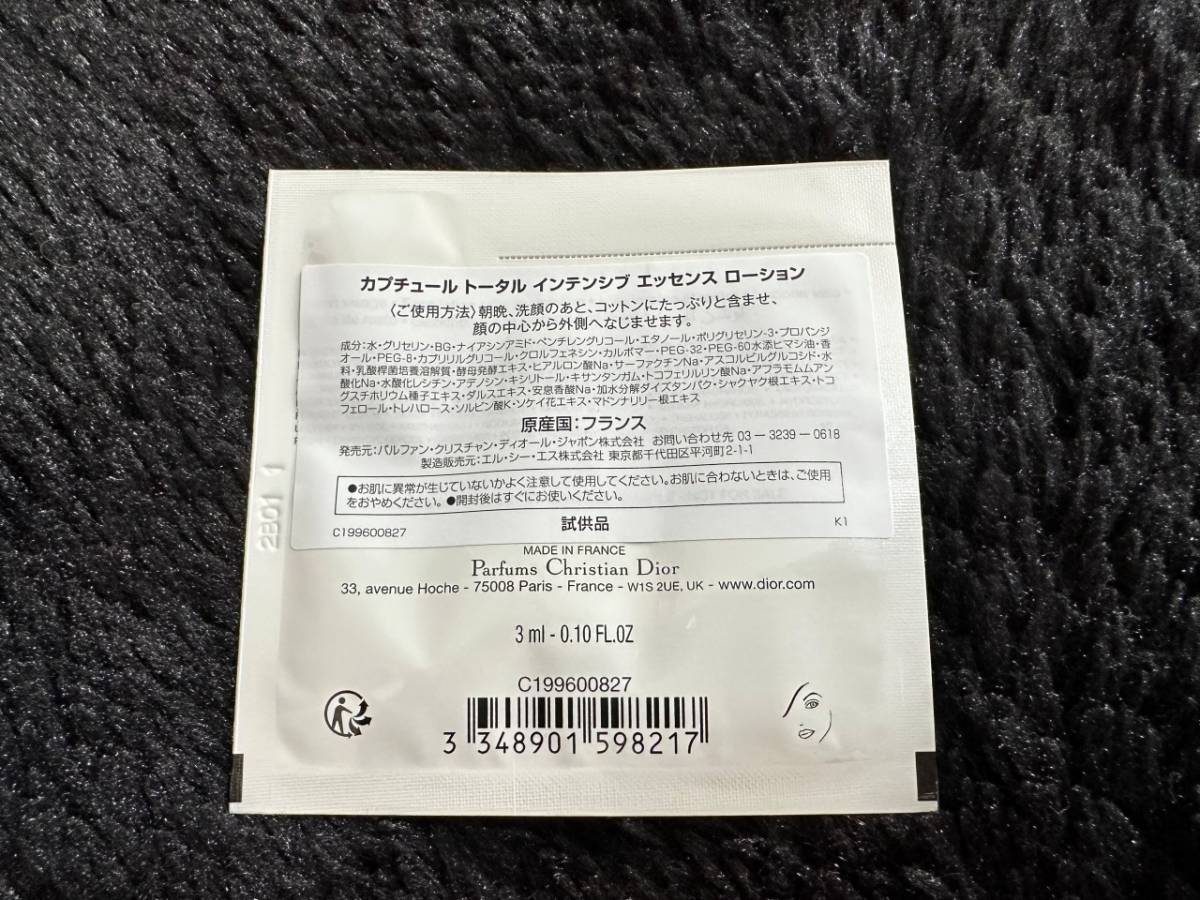 カプチュール トータル インテンシブ エッセンス ローション
〈ご使用方法〉朝晩、洗顔のあと、コットンにたっぷりと含ませ、
顔の中心から外側へなじませます。
成分:水・グリセリン・BG・ナイアシンアミド・ペンチレングリコール・エタノール・ポリグリセリン-3・プロパンジ
オール・PEG-8・カプリリルグリコール・クロルフェネシン・カルボマー・PEG-32・PEG-60水添ヒマシ油・香
料・乳酸桿菌培養溶解質・酵母発酵エキス・ヒアルロン酸Na・サーファクチンNa・アスコルビルグルコシド・水
酸化Na・水酸化レシチン・アデノシン・キシリトール・キサンタンガム・トコフェリルリン酸Na・アフラモムムアン
グスチホリウム種子エキス・ダルスエキス・安息香酸Na・加水分解ダイズタンパク・シャクヤク根エキス・トコ
フェロール・トレハロース・ソルビン酸K・ソケイ花エキス・マドンナリリー根エキス
原産国:フランス
発売元:パルファン・クリスチャン・ディオール・ジャポン株式会社 お問い合わせ先 03－3239－0618
製造販売元:エル・シー・エス株式会社 東京都千代田区平河町2-1-1
●お肌に異常が生じていないかよく注意して使用してください。お肌に合わないときは、ご使用
をおやめください。●開封後はすぐにお使いください。
試供品
C199600827
K1
2B01 1
MADE IN FRANCE
Parfums Christian Dior
33, avenue Hoche - 75008 Paris - France - W1S 2UE, UK - www.dior.com
3 ml - 0.10 FL.OZ
C199600827
3 348901 598217